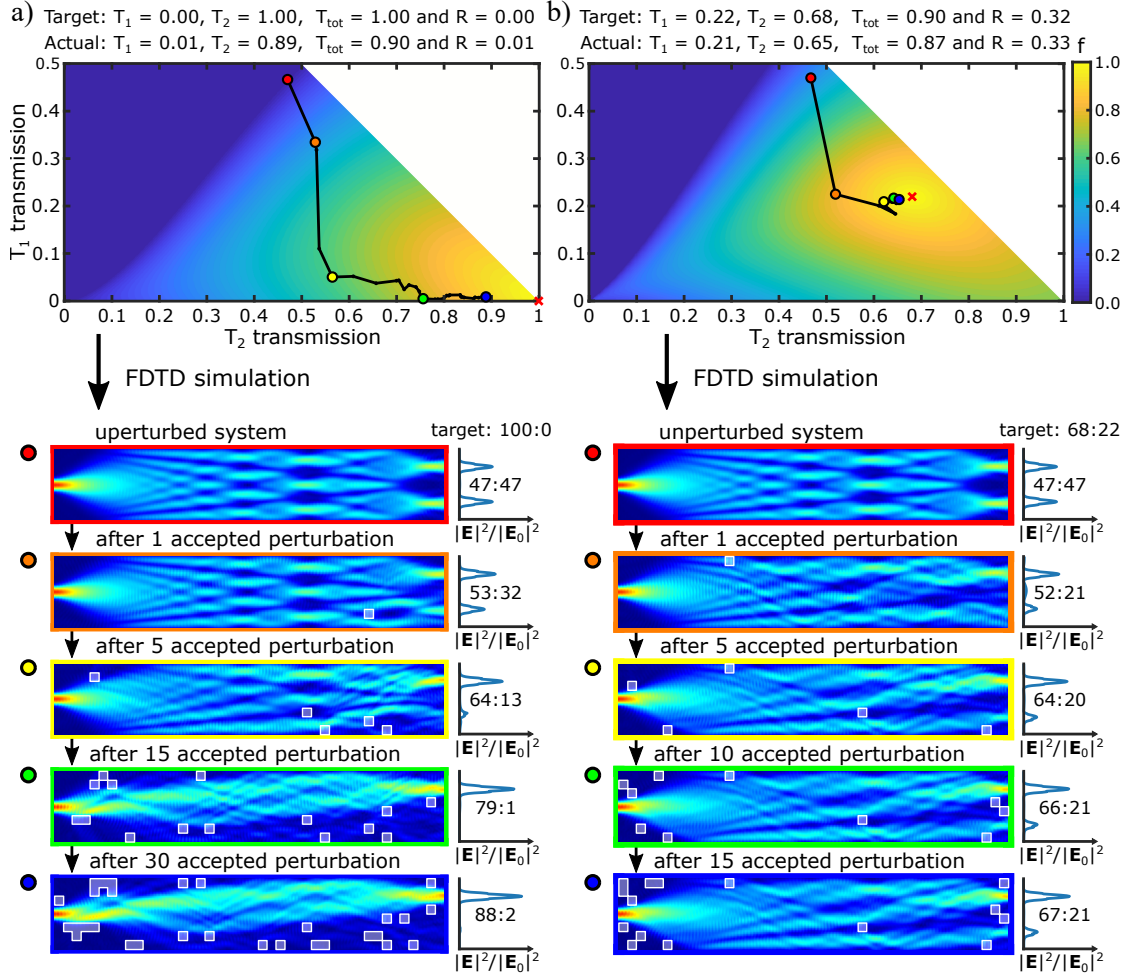 a)
Target: T₁ = 0.00, T₂ = 1.00, Tₜₒₜ = 1.00 and R = 0.00
Actual: T₁ = 0.01, T₂ = 0.89, Tₜₒₜ = 0.90 and R = 0.01
0.5
0.4
0.3
0.2
0.1
0
T₁ transmission
0 0.1 0.2 0.3 0.4 0.5 0.6 0.7 0.8 0.9 1
T₂ transmission
FDTD simulation
uperturbed system
target: 100:0
47:47
|E|²/|E₀|²
after 1 accepted perturbation
53:32
|E|²/|E₀|²
after 5 accepted perturbation
64:13
|E|²/|E₀|²
after 15 accepted perturbation
79:1
|E|²/|E₀|²
after 30 accepted perturbation
88:2
|E|²/|E₀|²
b)
Target: T₁ = 0.22, T₂ = 0.68, Tₜₒₜ = 0.90 and R = 0.32
Actual: T₁ = 0.21, T₂ = 0.65, Tₜₒₜ = 0.87 and R = 0.33
f
0.5
0.4
0.3
0.2
0.1
0
1.0
0.8
0.6
0.4
0.2
0.0
0 0.1 0.2 0.3 0.4 0.5 0.6 0.7 0.8 0.9 1
T₂ transmission
FDTD simulation
unperturbed system
target: 68:22
47:47
|E|²/|E₀|²
after 1 accepted perturbation
52:21
|E|²/|E₀|²
after 5 accepted perturbation
64:20
|E|²/|E₀|²
after 10 accepted perturbation
66:21
|E|²/|E₀|²
after 15 accepted perturbation
67:21
|E|²/|E₀|²